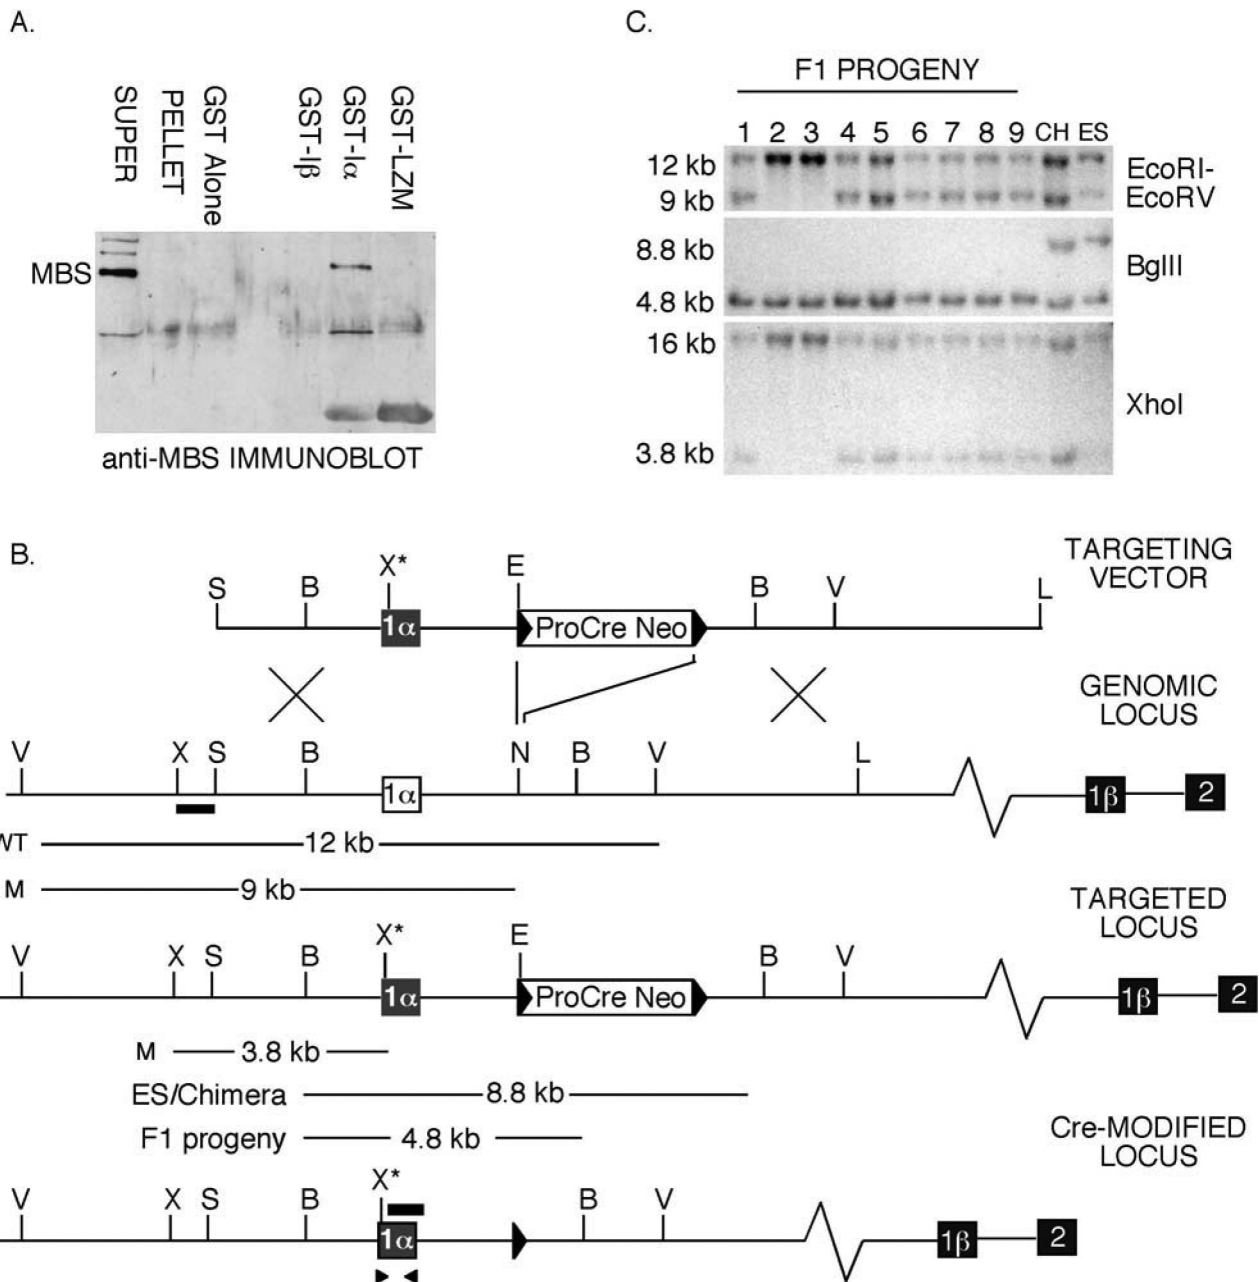 A.
SUPER
PELLET
GST Alone
GST-Iβ
GST-Iα
GST-LZM
MBS
anti-MBS IMMUNOBLOT
C.
F1 PROGENY
1 2 3 4 5 6 7 8 9 CH ES
12 kb
9 kb
EcoRI-
EcoRV
8.8 kb
4.8 kb
BglII
16 kb
3.8 kb
XhoI
B.
S B X* E B V L
1α ProCre Neo
TARGETING
VECTOR
GENOMIC
LOCUS
V X S B N B V L
1α 1β 2
WT 12 kb
M 9 kb
TARGETED
LOCUS
V X S B X* E B V
1α ProCre Neo 1β 2
M 3.8 kb
ES/Chimera 8.8 kb
F1 progeny 4.8 kb
Cre-MODIFIED
LOCUS
V X S B X* B V
1α 1β 2